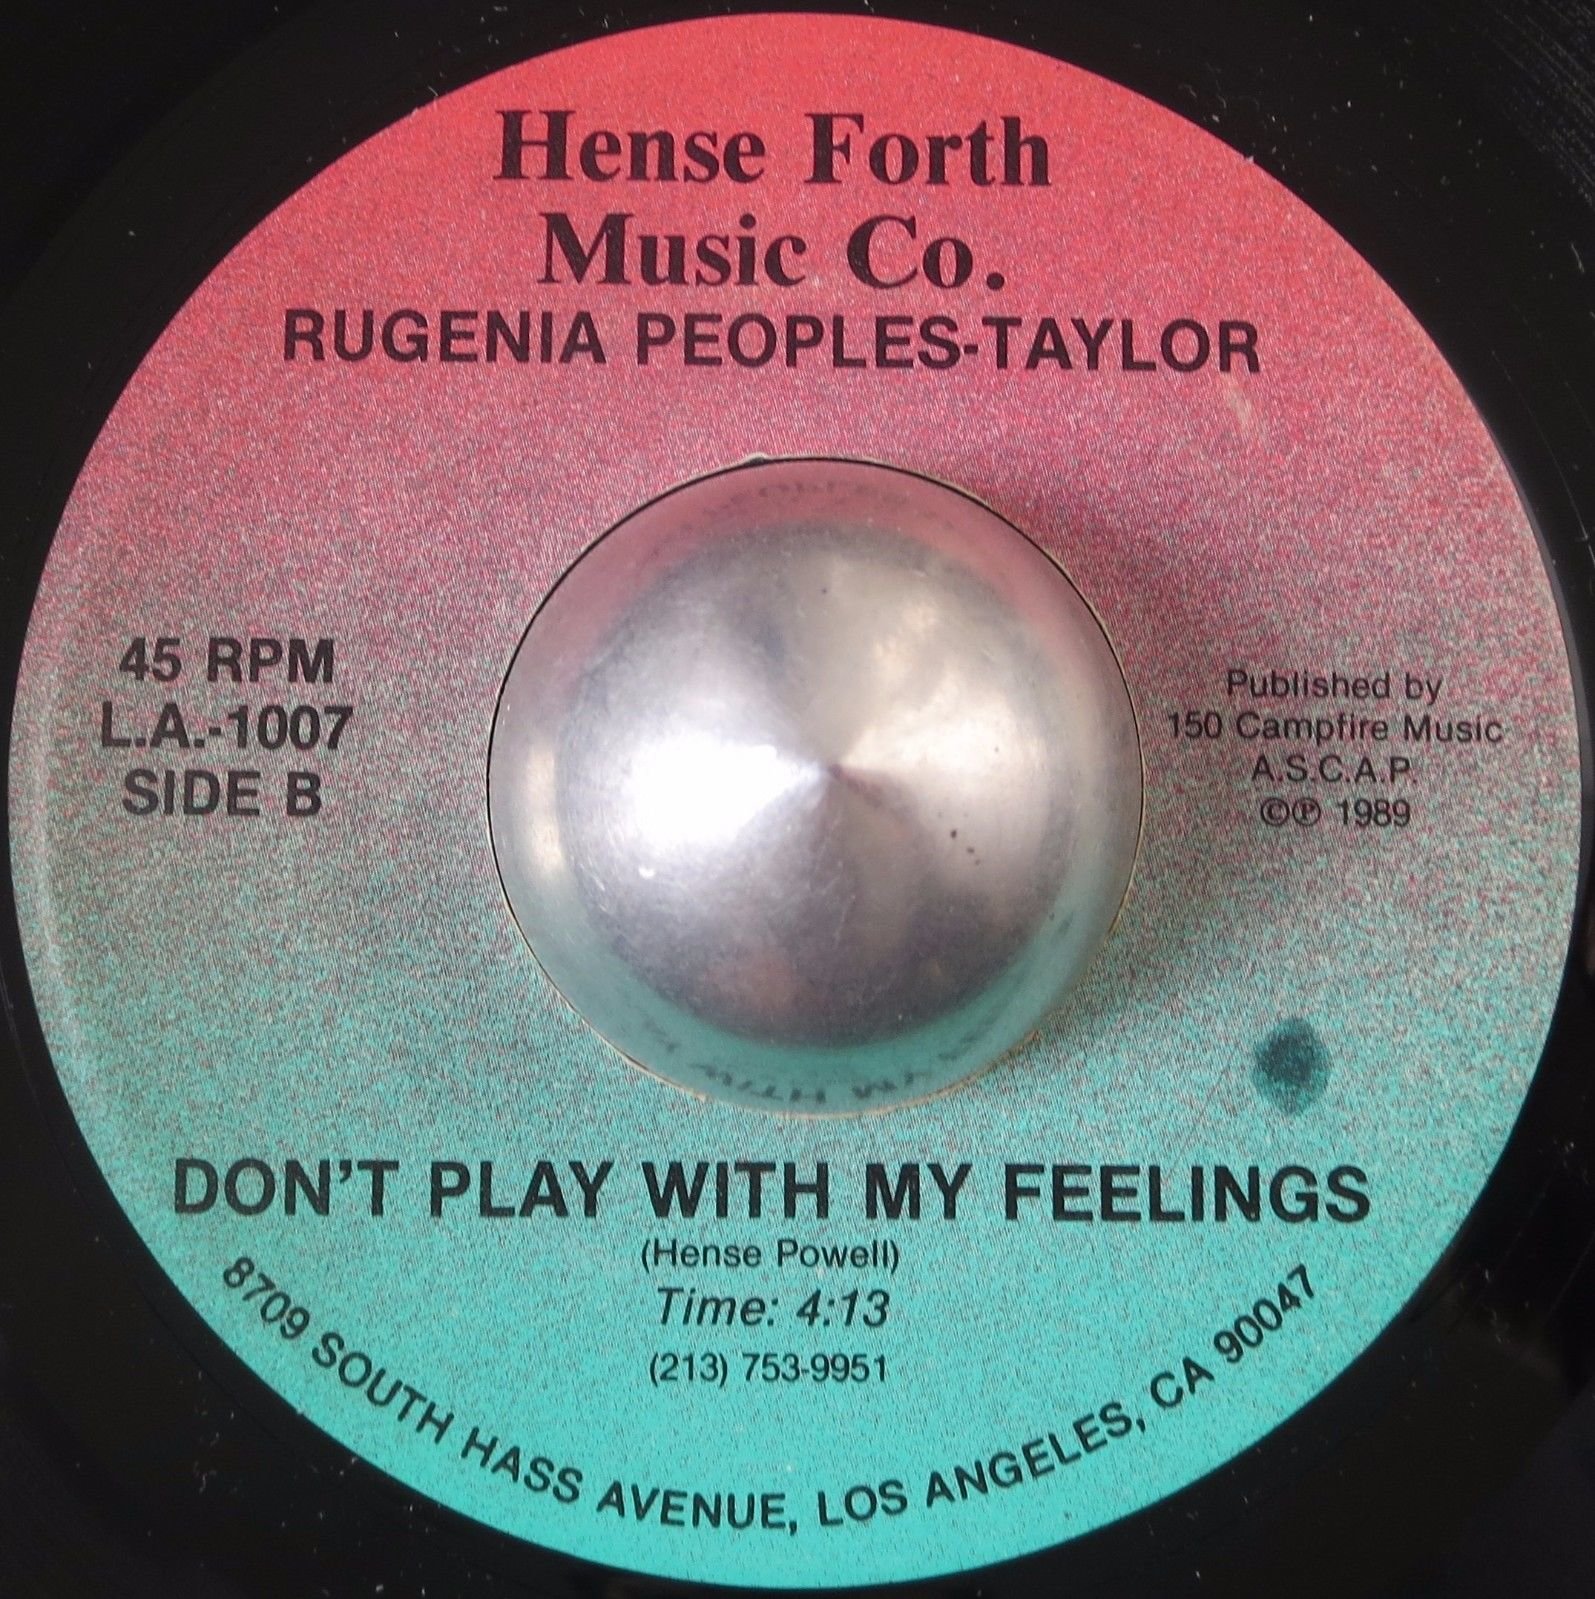 Hense Forth
Music Co.
RUGENIA PEOPLES-TAYLOR
45 RPM
L.A.-1007
SIDE B
Published by
150 Campfire Music
A.S.C.A.P.
©℗ 1989
DON'T PLAY WITH MY FEELINGS
(Hense Powell)
Time: 4:13
(213) 753-9951
8709 SOUTH HASS AVENUE, LOS ANGELES, CA 90047